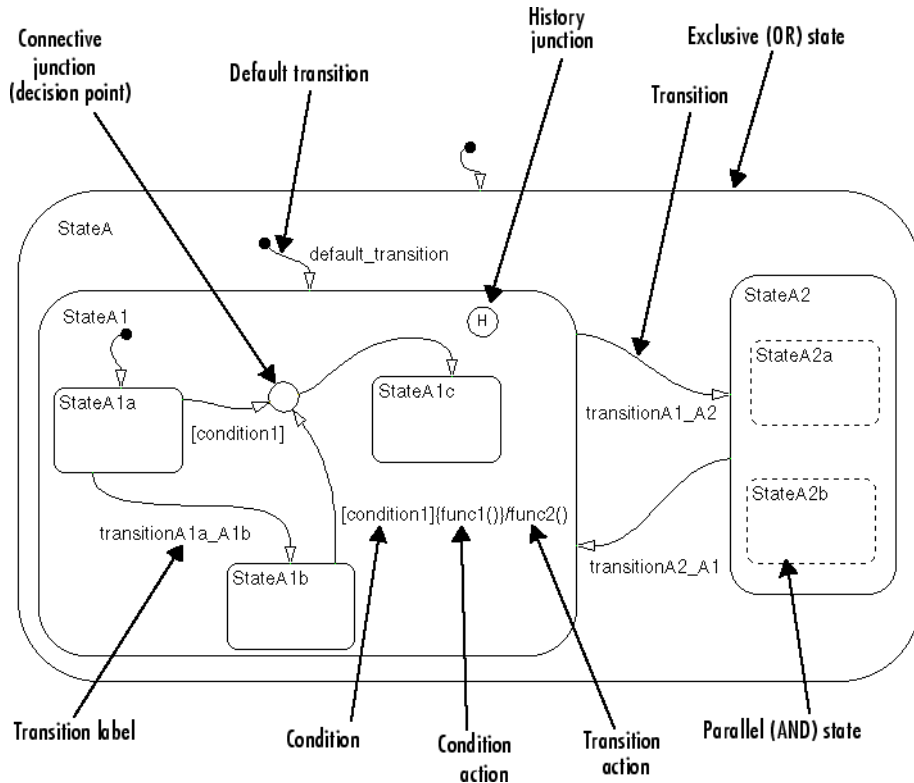 Connective
junction
(decision point)
Default transition
History
junction
Exclusive (OR) state
Transition
StateA
default_transition
StateA1
H
StateA2
StateA2a
StateA1a
StateA1c
[condition1]
transitionA1_A2
StateA2b
transitionA1a_A1b
[condition1]{func1()}/func2()
StateA1b
transitionA2_A1
Transition label
Condition
Condition
action
Transition
action
Parallel (AND) state